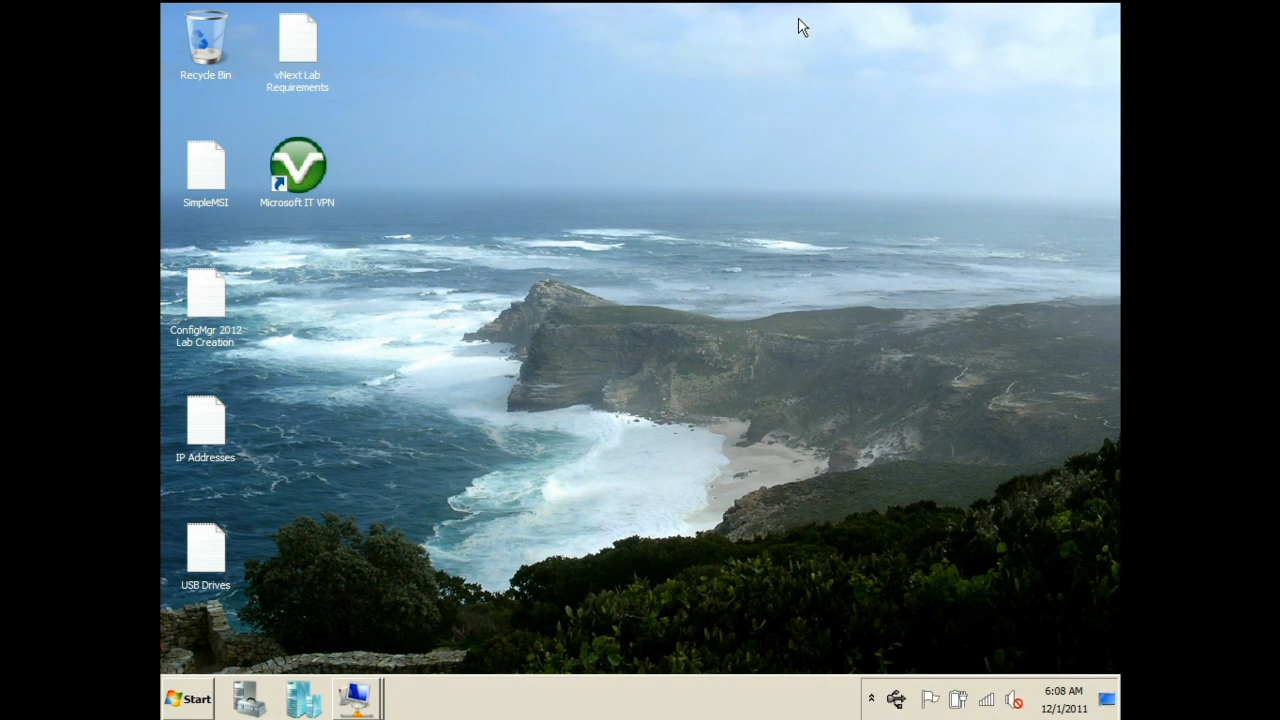 Recycle Bin
vNext Lab
Requirements
SimpleMSI
Microsoft IT VPN
ConfigMgr 2012
Lab Creation
IP Addresses
USB Drives
Start
6:08 AM
12/1/2011